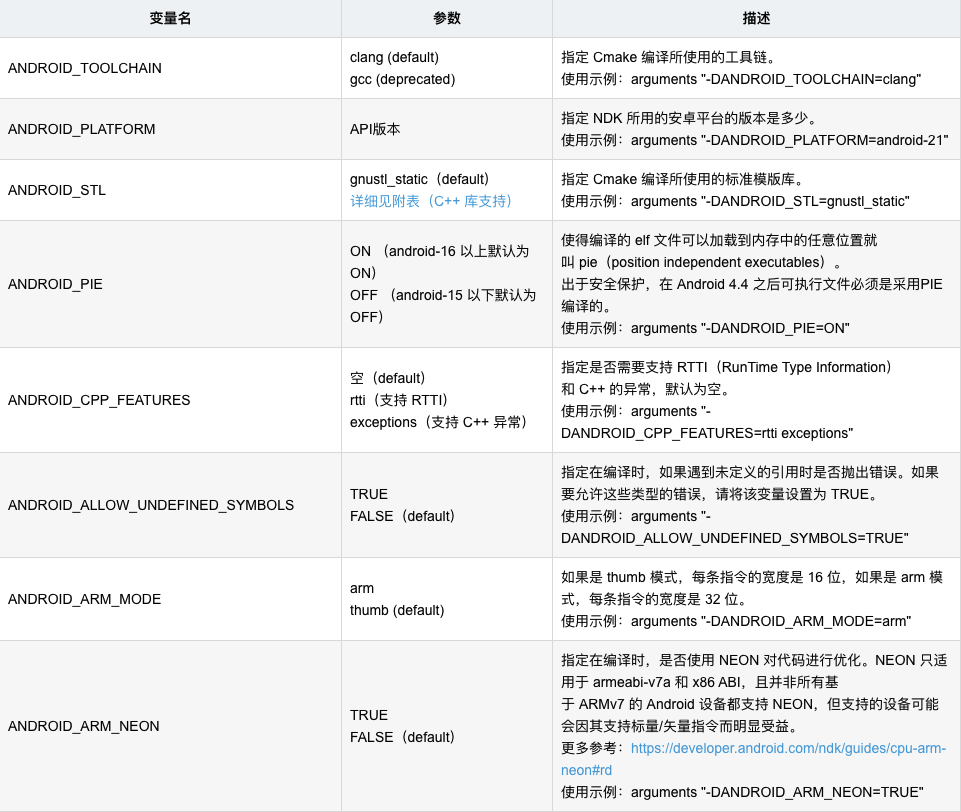 变量名
参数
描述
ANDROID_TOOLCHAIN
clang (default)
gcc (deprecated)
指定 Cmake 编译所使用的工具链。
使用示例：arguments "-DANDROID_TOOLCHAIN=clang"
ANDROID_PLATFORM
API版本
指定 NDK 所用的安卓平台的版本是多少。
使用示例：arguments "-DANDROID_PLATFORM=android-21"
ANDROID_STL
gnustl_static（default）
详细见附表（C++ 库支持）
指定 Cmake 编译所使用的标准模版库。
使用示例：arguments "-DANDROID_STL=gnustl_static"
ANDROID_PIE
ON （android-16 以上默认为
ON）
OFF （android-15 以下默认为
OFF）
使得编译的 elf 文件可以加载到内存中的任意位置就
叫 pie（position independent executables）。
出于安全保护，在 Android 4.4 之后可执行文件必须是采用PIE
编译的。
使用示例：arguments "-DANDROID_PIE=ON"
ANDROID_CPP_FEATURES
空（default）
rtti（支持 RTTI）
exceptions（支持 C++ 异常）
指定是否需要支持 RTTI（RunTime Type Information）
和 C++ 的异常，默认为空。
使用示例：arguments "-
DANDROID_CPP_FEATURES=rtti exceptions"
ANDROID_ALLOW_UNDEFINED_SYMBOLS
TRUE
FALSE（default）
指定在编译时，如果遇到未定义的引用时是否抛出错误。如果
要允许这些类型的错误，请将该变量设置为 TRUE。
使用示例：arguments "-
DANDROID_ALLOW_UNDEFINED_SYMBOLS=TRUE"
ANDROID_ARM_MODE
arm
thumb (default)
如果是 thumb 模式，每条指令的宽度是 16 位，如果是 arm 模
式，每条指令的宽度是 32 位。
使用示例：arguments "-DANDROID_ARM_MODE=arm"
ANDROID_ARM_NEON
TRUE
FALSE（default）
指定在编译时，是否使用 NEON 对代码进行优化。NEON 只适
用于 armeabi-v7a 和 x86 ABI，且并非所有基
于 ARMv7 的 Android 设备都支持 NEON，但支持的设备可能
会因其支持标量/矢量指令而明显受益。
更多参考：https://developer.android.com/ndk/guides/cpu-arm-
neon#rd
使用示例：arguments "-DANDROID_ARM_NEON=TRUE"